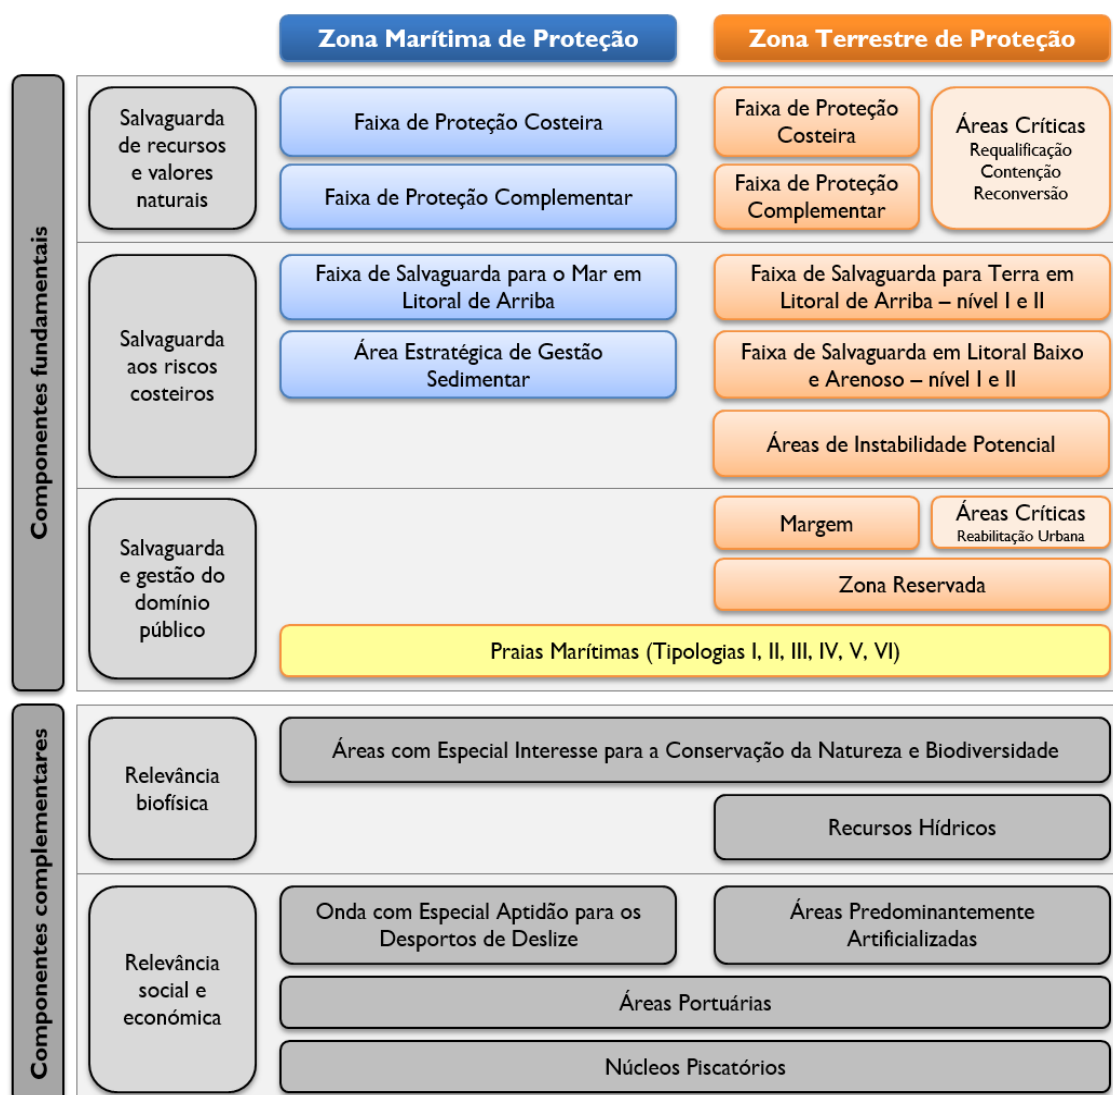 Zona Marítima de Proteção
Zona Terrestre de Proteção
Componentes fundamentais
Salvaguarda
de recursos
e valores
naturais
Faixa de Proteção Costeira
Faixa de Proteção Complementar
Faixa de Proteção
Costeira
Faixa de Proteção
Complementar
Áreas Críticas
Requalificação
Contenção
Reconversão
Salvaguarda
aos riscos
costeiros
Faixa de Salvaguarda para o Mar em
Litoral de Arriba
Área Estratégica de Gestão
Sedimentar
Faixa de Salvaguarda para Terra em
Litoral de Arriba – nível I e II
Faixa de Salvaguarda em Litoral Baixo
e Arenoso – nível I e II
Áreas de Instabilidade Potencial
Salvaguarda
e gestão do
domínio
público
Margem
Áreas Críticas
Reabilitação Urbana
Zona Reservada
Praias Marítimas (Tipologias I, II, III, IV, V, VI)
Componentes complementares
Relevância
biofísica
Áreas com Especial Interesse para a Conservação da Natureza e Biodiversidade
Recursos Hídricos
Relevância
social e
económica
Onda com Especial Aptidão para os
Desportos de Deslize
Áreas Predominantemente
Artificializadas
Áreas Portuárias
Núcleos Piscatórios